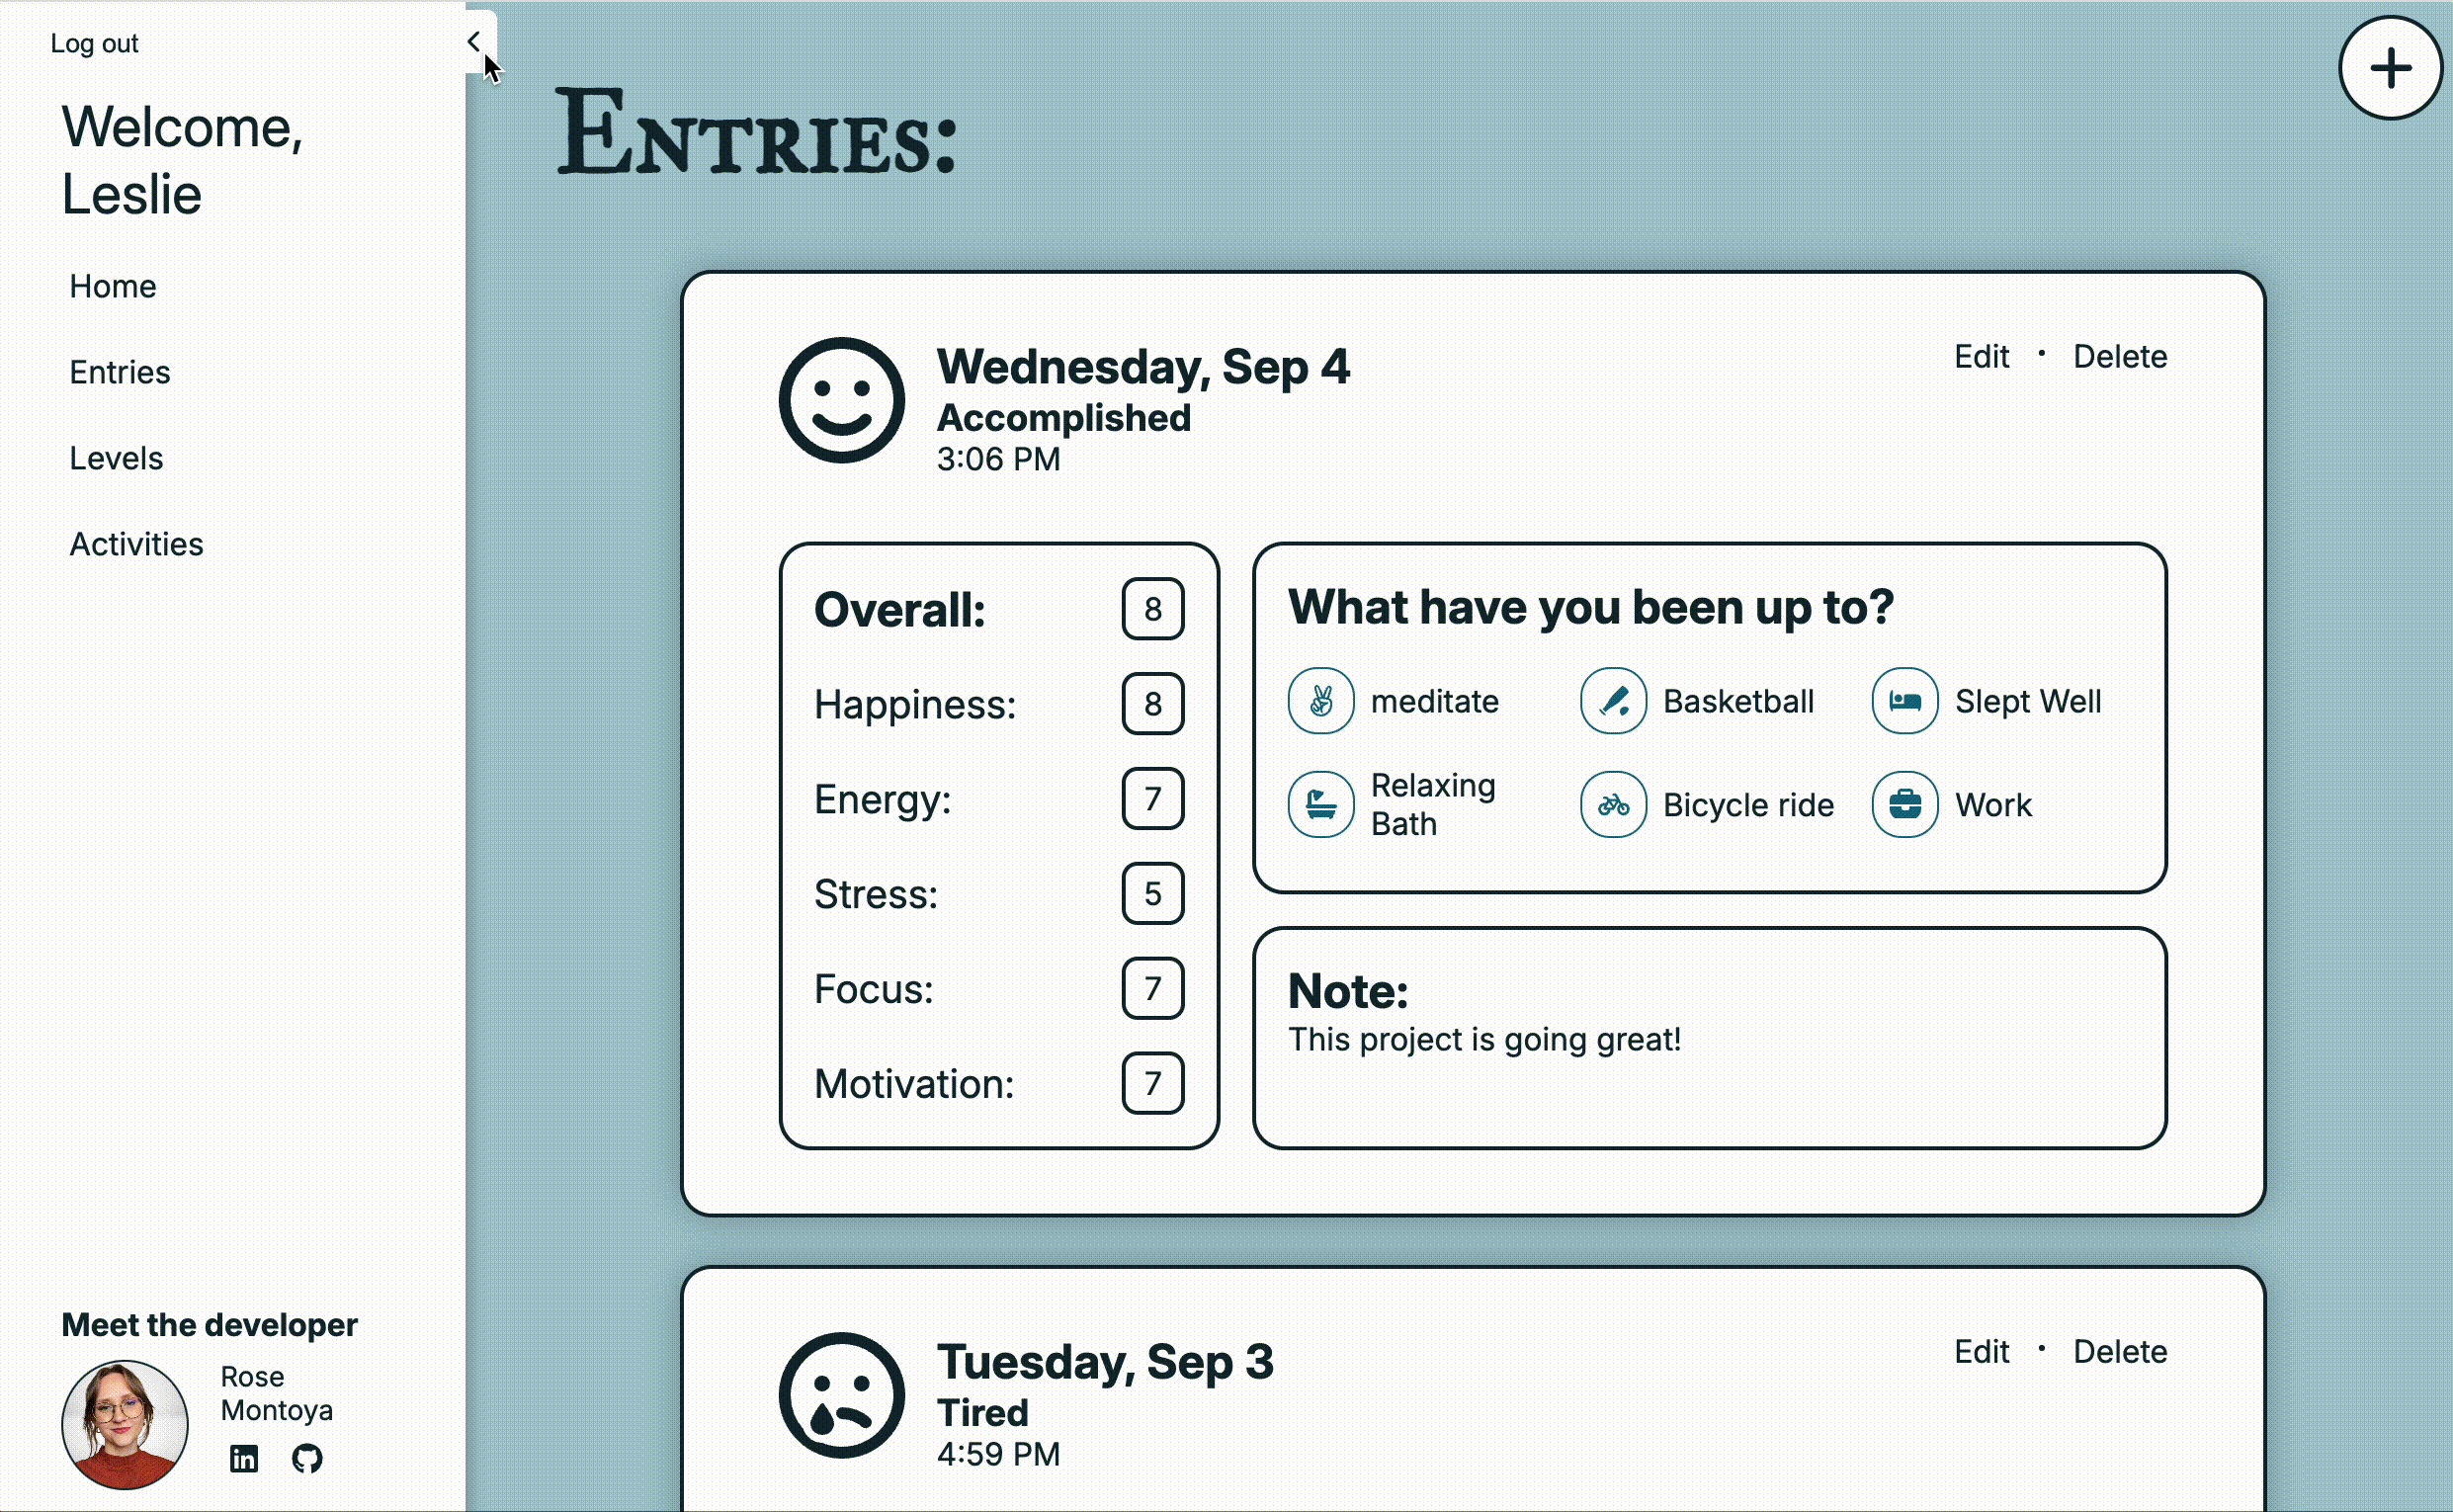 Log out
Welcome,
Leslie
Home
Entries
Levels
Activities
Meet the developer
Rose
Montoya
in
Entries:
Wednesday, Sep 4
Accomplished
3:06 PM
Edit · Delete
Overall: 8
Happiness: 8
Energy: 7
Stress: 5
Focus: 7
Motivation: 7
What have you been up to?
meditate
Basketball
Slept Well
Relaxing
Bath
Bicycle ride
Work
Note:
This project is going great!
Tuesday, Sep 3
Tired
4:59 PM
Edit · Delete